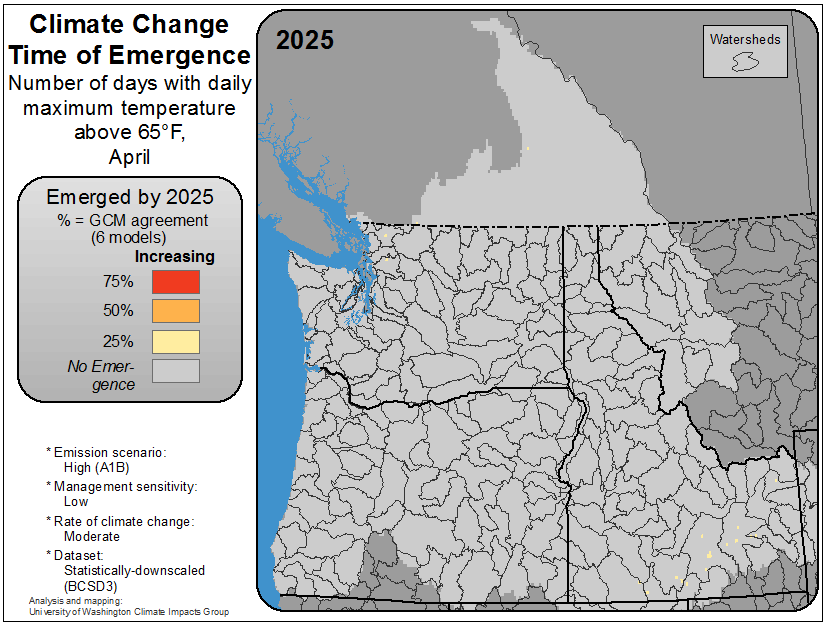 Climate Change
Time of Emergence
Number of days with daily
maximum temperature
above 65°F,
April
Emerged by 2025
% = GCM agreement
(6 models)
Increasing
75%
50%
25%
No Emer-
gence
* Emission scenario:
High (A1B)
* Management sensitivity:
Low
* Rate of climate change:
Moderate
* Dataset:
Statistically-downscaled
(BCSD3)
Analysis and mapping:
University of Washington Climate Impacts Group
2025
Watersheds